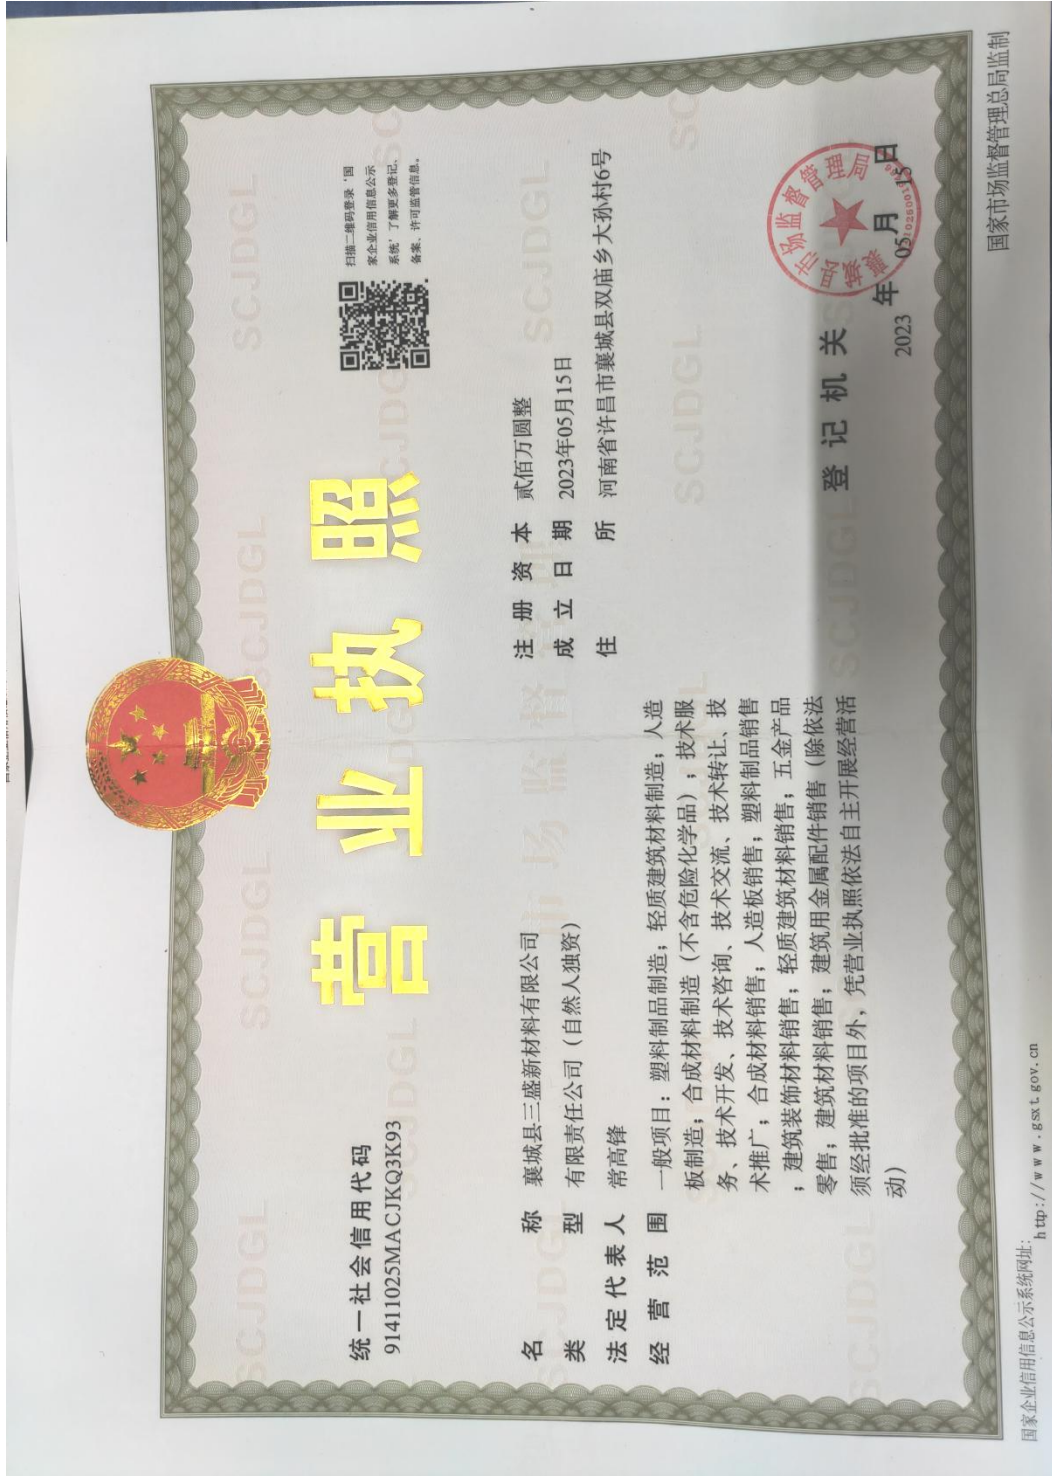 营业执照
统一社会信用代码
91411025MACJKQ3K93
扫描二维码登录‘国
家企业信用信息公示
系统’了解更多登记、
备案、许可监管信息。
名称 襄城县三盛新材料有限公司
类型 有限责任公司（自然人独资）
法定代表人 常高锋
经营范围 一般项目：塑料制品制造；轻质建筑材料制造；人造
板制造；合成材料制造（不含危险化学品）；技术服
务、技术开发、技术咨询、技术交流、技术转让、技
术推广；合成材料销售；人造板销售；塑料制品销售
；建筑装饰材料销售；轻质建筑材料销售；五金产品
零售；建筑材料销售；建筑用金属配件销售（除依法
须经批准的项目外，凭营业执照依法自主开展经营活
动）
注册资本 贰佰万圆整
成立日期 2023年05月15日
住所 河南省许昌市襄城县双庙乡大孙村6号
登记机关
襄城县市场监督管理局
2023 年 05 月 15 日
国家企业信用信息公示系统网址：
http://www.gsxt.gov.cn
国家市场监督管理总局监制